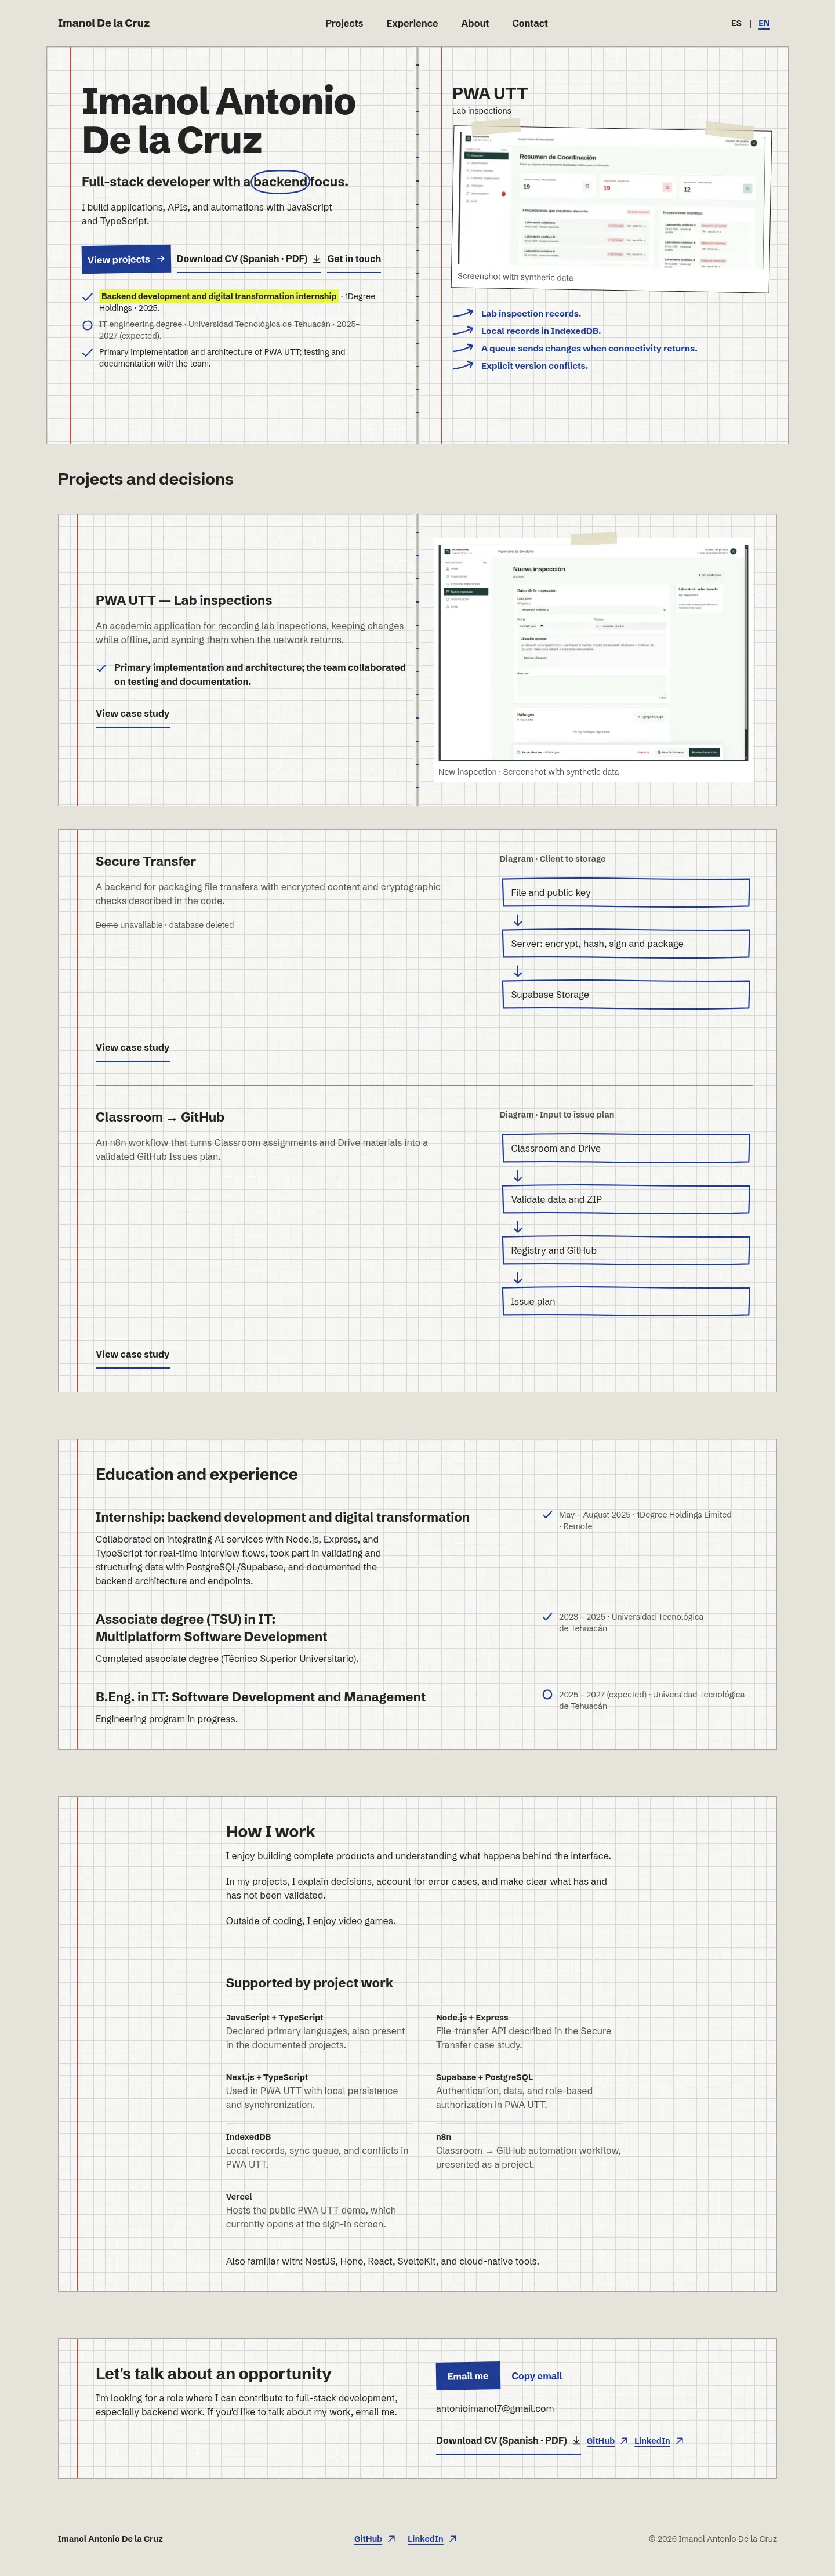 Imanol De la Cruz
Projects
Experience
About
Contact
ES | EN
Imanol Antonio
De la Cruz
Full-stack developer with a backend focus.
I build applications, APIs, and automations with JavaScript
and TypeScript.
View projects →
Download CV (Spanish · PDF)
Get in touch
Backend development and digital transformation internship · 1Degree
Holdings · 2025.
IT engineering degree · Universidad Tecnológica de Tehuacán · 2025–
2027 (expected).
Primary implementation and architecture of PWA UTT; testing and
documentation with the team.
PWA UTT
Lab inspections
Resumen de Coordinación
19
19
12
Screenshot with synthetic data
Lab inspection records.
Local records in IndexedDB.
A queue sends changes when connectivity returns.
Explicit version conflicts.
Projects and decisions
PWA UTT — Lab inspections
An academic application for recording lab inspections, keeping changes
while offline, and syncing them when the network returns.
Primary implementation and architecture; the team collaborated
on testing and documentation.
View case study
Nueva inspección
Datos de la inspección
New inspection · Screenshot with synthetic data
Secure Transfer
A backend for packaging file transfers with encrypted content and cryptographic
checks described in the code.
Demo unavailable · database deleted
View case study
Diagram · Client to storage
File and public key
Server: encrypt, hash, sign and package
Supabase Storage
Classroom → GitHub
An n8n workflow that turns Classroom assignments and Drive materials into a
validated GitHub Issues plan.
View case study
Diagram · Input to issue plan
Classroom and Drive
Validate data and ZIP
Registry and GitHub
Issue plan
Education and experience
Internship: backend development and digital transformation
Collaborated on integrating AI services with Node.js, Express, and
TypeScript for real-time interview flows, took part in validating and
structuring data with PostgreSQL/Supabase, and documented the
backend architecture and endpoints.
May – August 2025 · 1Degree Holdings Limited
· Remote
Associate degree (TSU) in IT:
Multiplatform Software Development
Completed associate degree (Técnico Superior Universitario).
2023 – 2025 · Universidad Tecnológica
de Tehuacán
B.Eng. in IT: Software Development and Management
Engineering program in progress.
2025 – 2027 (expected) · Universidad Tecnológica
de Tehuacán
How I work
I enjoy building complete products and understanding what happens behind the interface.
In my projects, I explain decisions, account for error cases, and make clear what has and
has not been validated.
Outside of coding, I enjoy video games.
Supported by project work
JavaScript + TypeScript
Declared primary languages, also present
in the documented projects.
Node.js + Express
File-transfer API described in the Secure
Transfer case study.
Next.js + TypeScript
Used in PWA UTT with local persistence
and synchronization.
Supabase + PostgreSQL
Authentication, data, and role-based
authorization in PWA UTT.
IndexedDB
Local records, sync queue, and conflicts in
PWA UTT.
n8n
Classroom → GitHub automation workflow,
presented as a project.
Vercel
Hosts the public PWA UTT demo, which
currently opens at the sign-in screen.
Also familiar with: NestJS, Hono, React, SvelteKit, and cloud-native tools.
Let's talk about an opportunity
I'm looking for a role where I can contribute to full-stack development,
especially backend work. If you'd like to talk about my work, email me.
Email me
Copy email
antonioimanol7@gmail.com
Download CV (Spanish · PDF)
GitHub
LinkedIn
Imanol Antonio De la Cruz
GitHub
LinkedIn
© 2026 Imanol Antonio De la Cruz